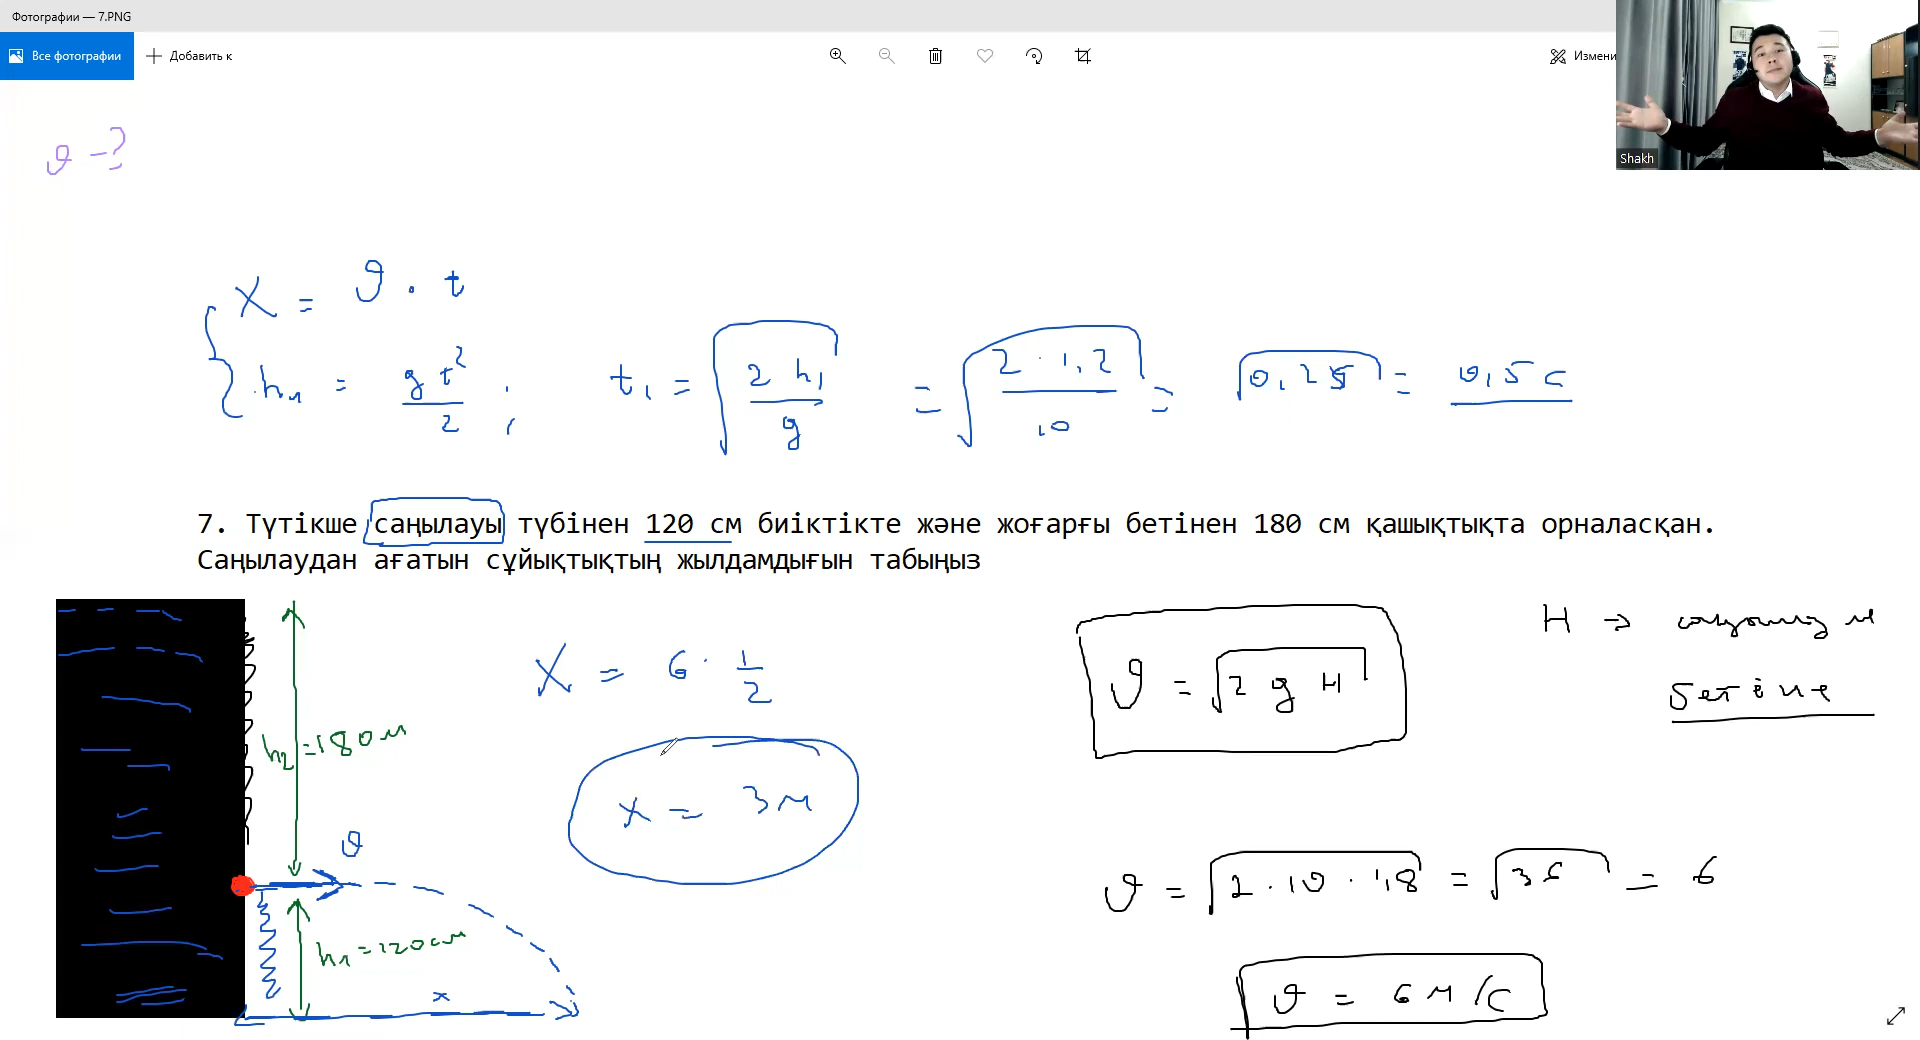 Фотографии — 7.PNG
Все фотографии
Добавить к
Измени
Shakh
ϑ – ?
X = ϑ · t
h₁ = gt²/2 ; t₁ = √(2h₁/g) = √(2 · 1,2/10) = √0,25 = 0,5 с
7. Түтікше саңылауы түбінен 120 см биіктікте және жоғарғы бетінен 180 см қашықтықта орналасқан.
Саңылаудан ағатын сұйықтықтың жылдамдығын табыңыз
H →
бетіне
X = 6 · 1/2
ϑ = √(2gH)
h₂ = 180 м
x = 3 м
ϑ
ϑ = √(2 · 10 · 1,8) = √36 = 6
h₁ = 120 см
x
ϑ = 6 м/с